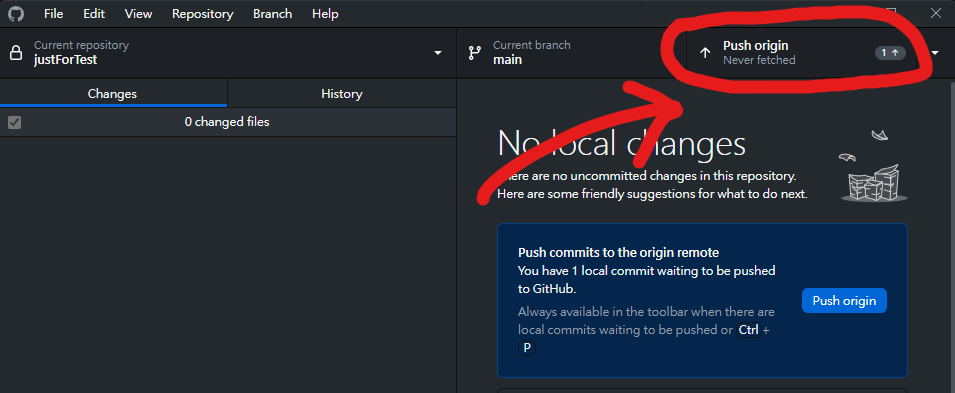 File Edit View Repository Branch Help
Current repository
justForTest
Current branch
main
Push origin
Never fetched
1
Changes
History
0 changed files
No local changes
There are no uncommitted changes in this repository.
Here are some friendly suggestions for what to do next.
Push commits to the origin remote
You have 1 local commit waiting to be pushed
to GitHub.
Always available in the toolbar when there are
local commits waiting to be pushed or Ctrl +
P
Push origin